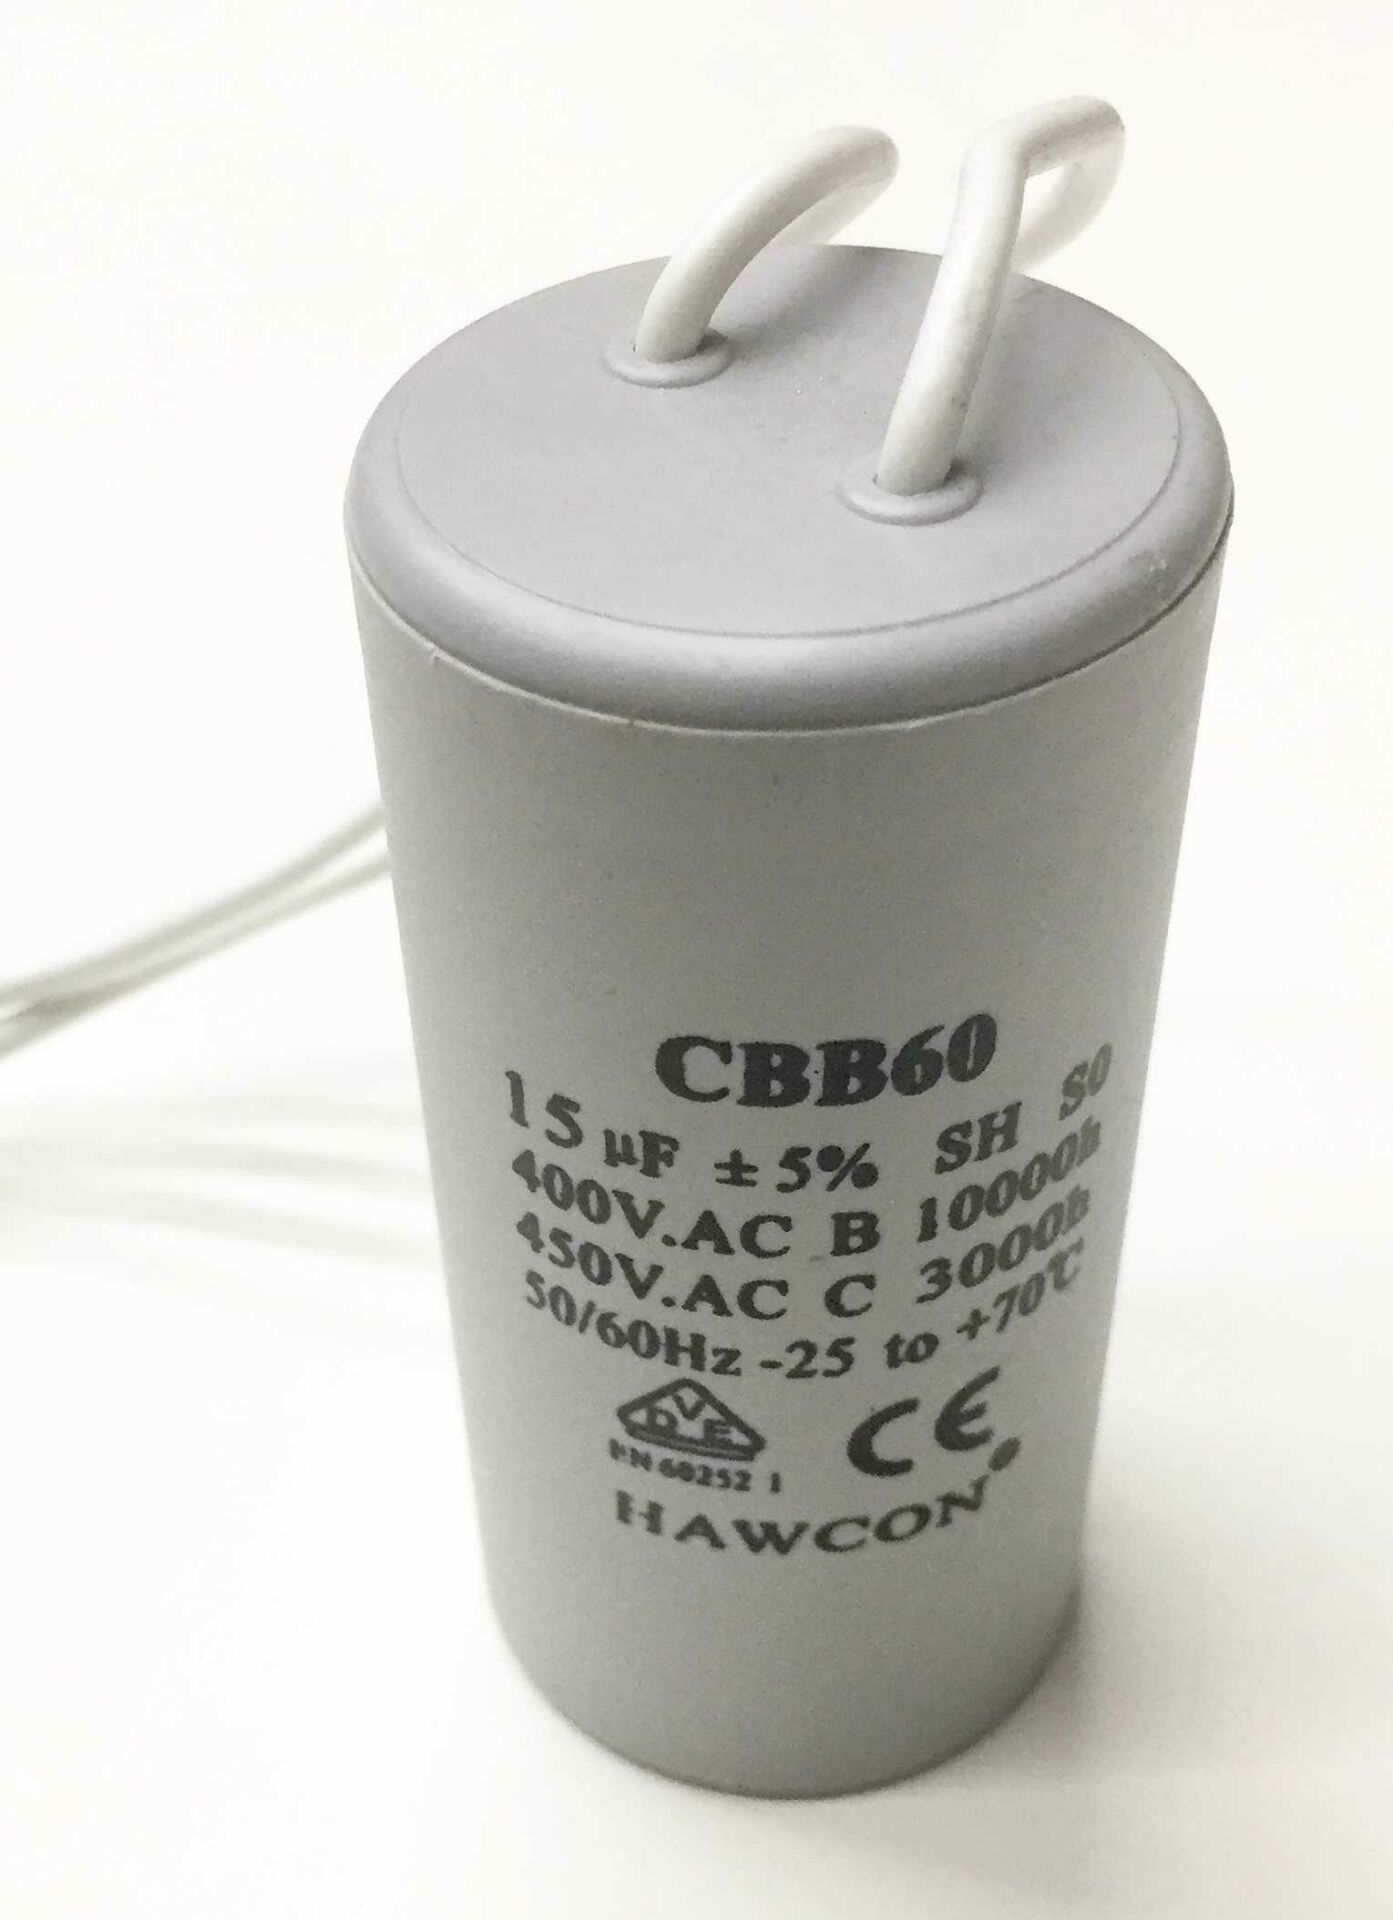 CBB60
15 µF ±5% SH S0
400V.AC B 10000h
450V.AC C 3000h
50/60Hz -25 to +70℃
VDE CE
EN 60252 1
HAWCON